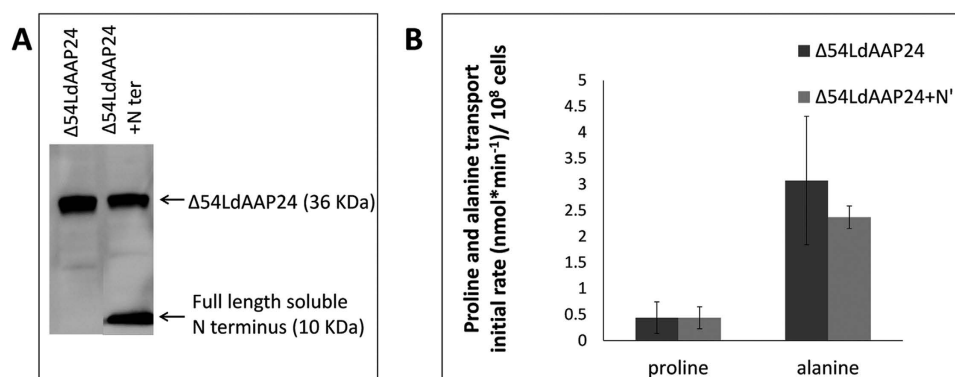 A
Δ54LdAAP24
Δ54LdAAP24
+N ter
Δ54LdAAP24 (36 KDa)
Full length soluble
N terminus (10 KDa)
B
Δ54LdAAP24
Δ54LdAAP24+N'
Proline and alanine transport
initial rate (nmol*min⁻¹)/ 10⁸ cells
5
4.5
4
3.5
3
2.5
2
1.5
1
0.5
0
proline
alanine